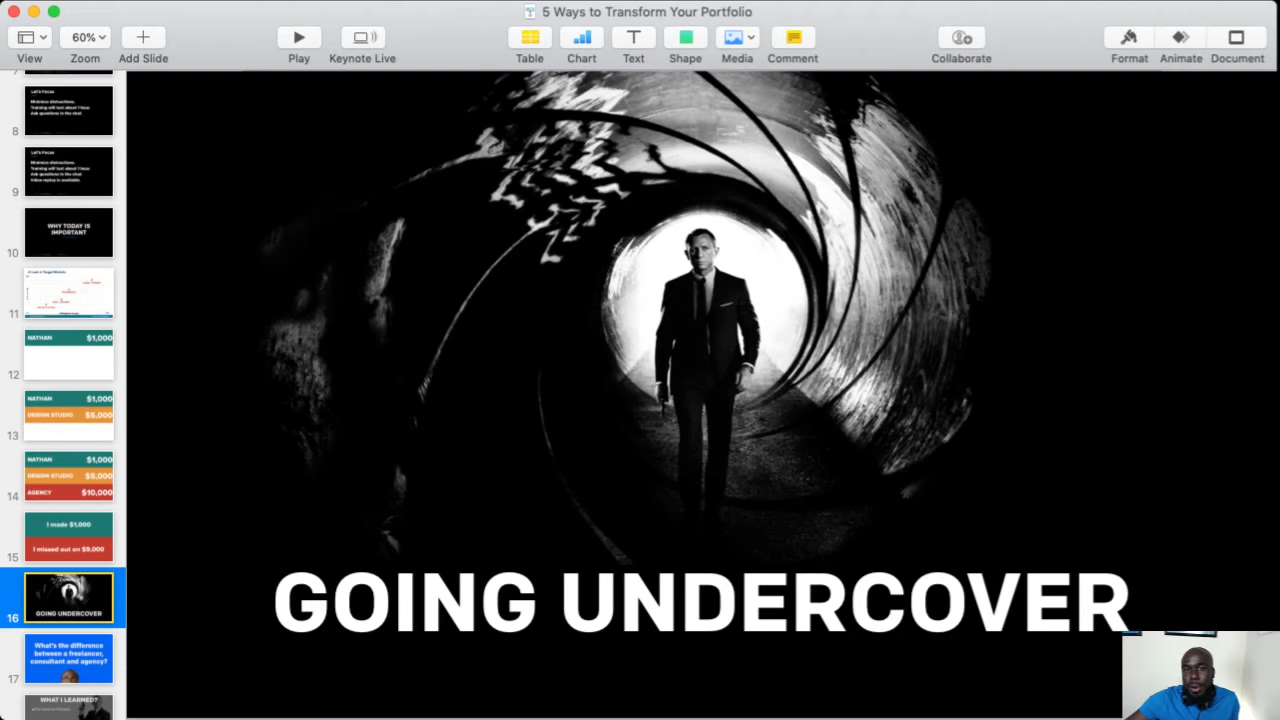 5 Ways to Transform Your Portfolio
60%
View
Zoom
Add Slide
Play
Keynote Live
Table
Chart
Text
Shape
Media
Comment
Collaborate
Format
Animate
Document
7
Let's Focus
Minimize distractions.
Training will last about 1 hour.
Ask questions in the chat.
8
Let's Focus
Minimize distractions.
Training will last about 1 hour.
Ask questions in the chat.
Video replay is available.
9
WHY TODAY IS
IMPORTANT
10
A Look at Target Markets
11
NATHAN $1,000
12
NATHAN $1,000
DESIGN STUDIO $5,000
13
NATHAN $1,000
DESIGN STUDIO $5,000
AGENCY $10,000
14
I made $1,000
I missed out on $9,000
15
GOING UNDERCOVER
16
What's the difference
between a freelancer,
consultant and agency?
17
WHAT I LEARNED?
GOING UNDERCOVER